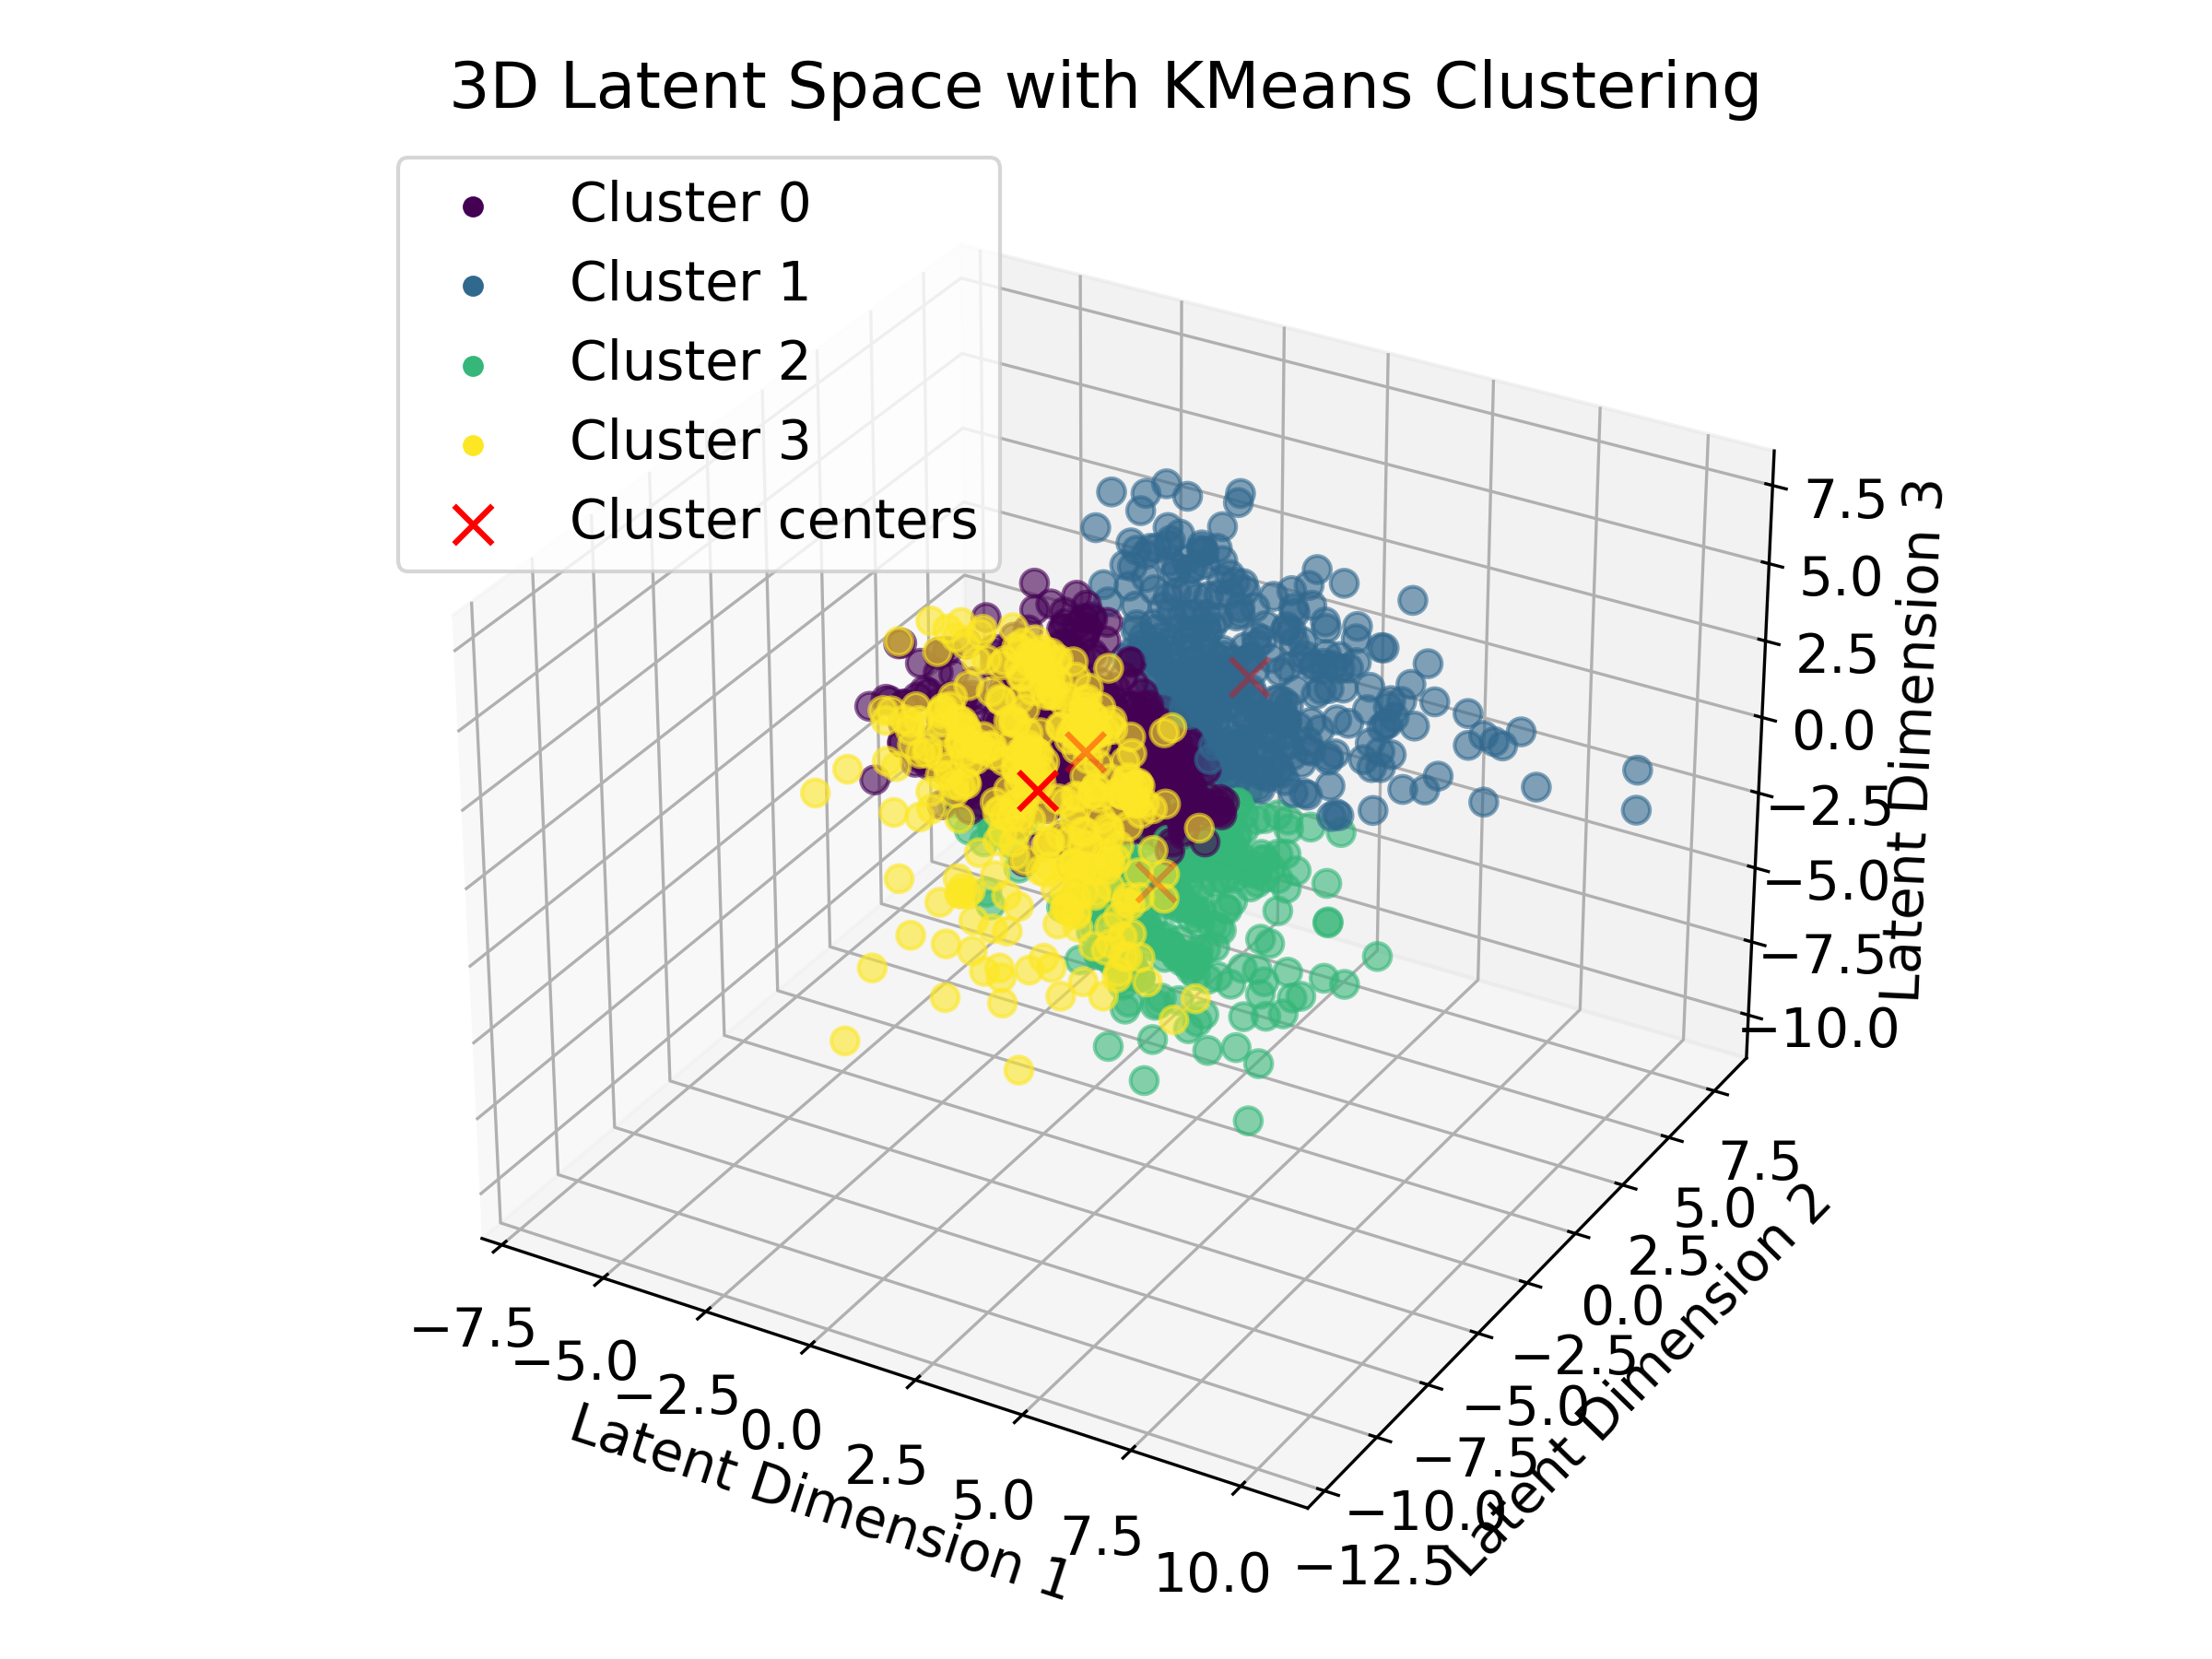 3D Latent Space with KMeans Clustering
Cluster 0
Cluster 1
Cluster 2
Cluster 3
Cluster centers
7.5
5.0
2.5
0.0
−2.5
−5.0
−7.5
−10.0
Latent Dimension 3
7.5
5.0
2.5
0.0
−2.5
−5.0
−7.5
−10.0
−12.5
Latent Dimension 2
−7.5
−5.0
−2.5
0.0
2.5
5.0
7.5
10.0
Latent Dimension 1